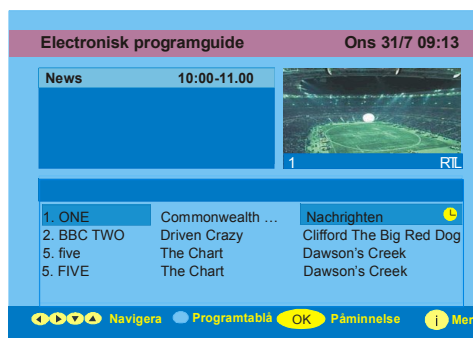 Electronisk programguide Ons 31/7 09:13
News 10:00-11.00
1 RTL
1. ONE Commonwealth … Nachrighten
2. BBC TWO Driven Crazy Clifford The Big Red Dog
5. five The Chart Dawson's Creek
5. FIVE The Chart Dawson's Creek
Navigera Programtablå OK Påminnelse i Mer